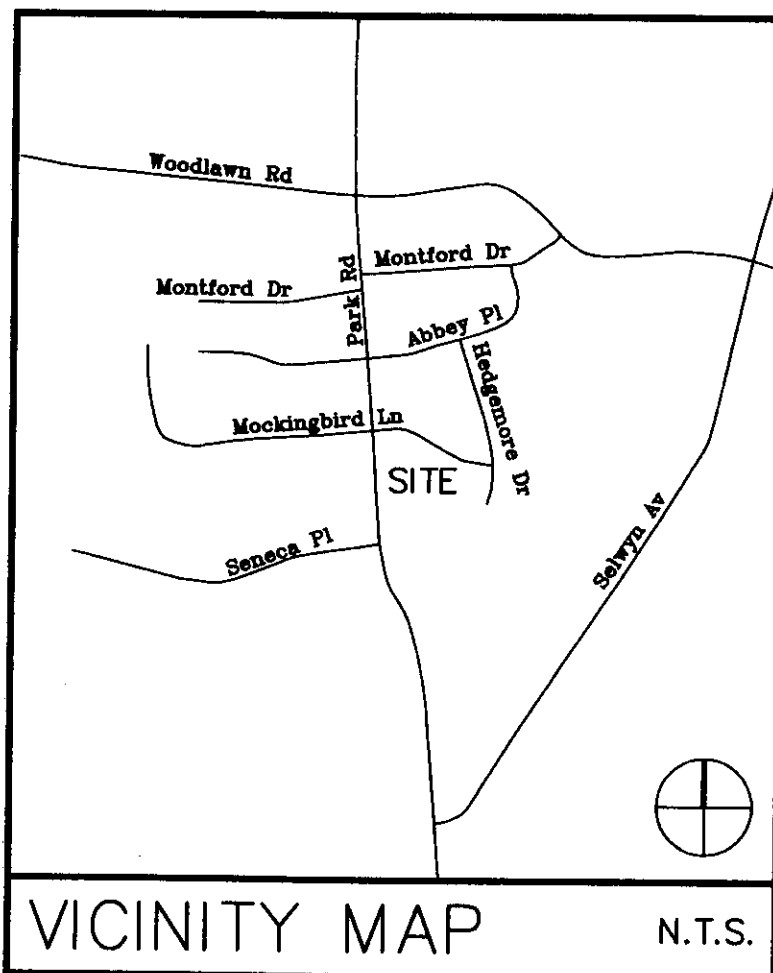 Woodlawn Rd
Park Rd
Montford Dr
Montford Dr
Abbey Pl
Hedgemore Dr
Mockingbird Ln
SITE
Selwyn Av
Seneca Pl
VICINITY MAP
N.T.S.